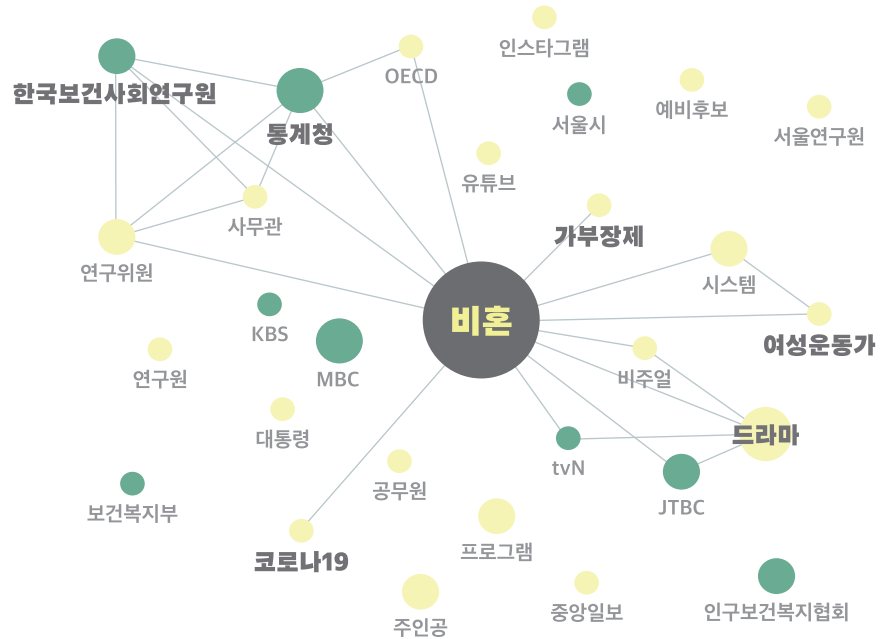 인스타그램
OECD
한국보건사회연구원
예비후보
서울시
통계청
서울연구원
유튜브
사무관
가부장제
연구위원
시스템
비혼
KBS
여성운동가
연구원
MBC
비주얼
대통령
드라마
tvN
공무원
JTBC
보건복지부
프로그램
코로나19
주인공
중앙일보
인구보건복지협회